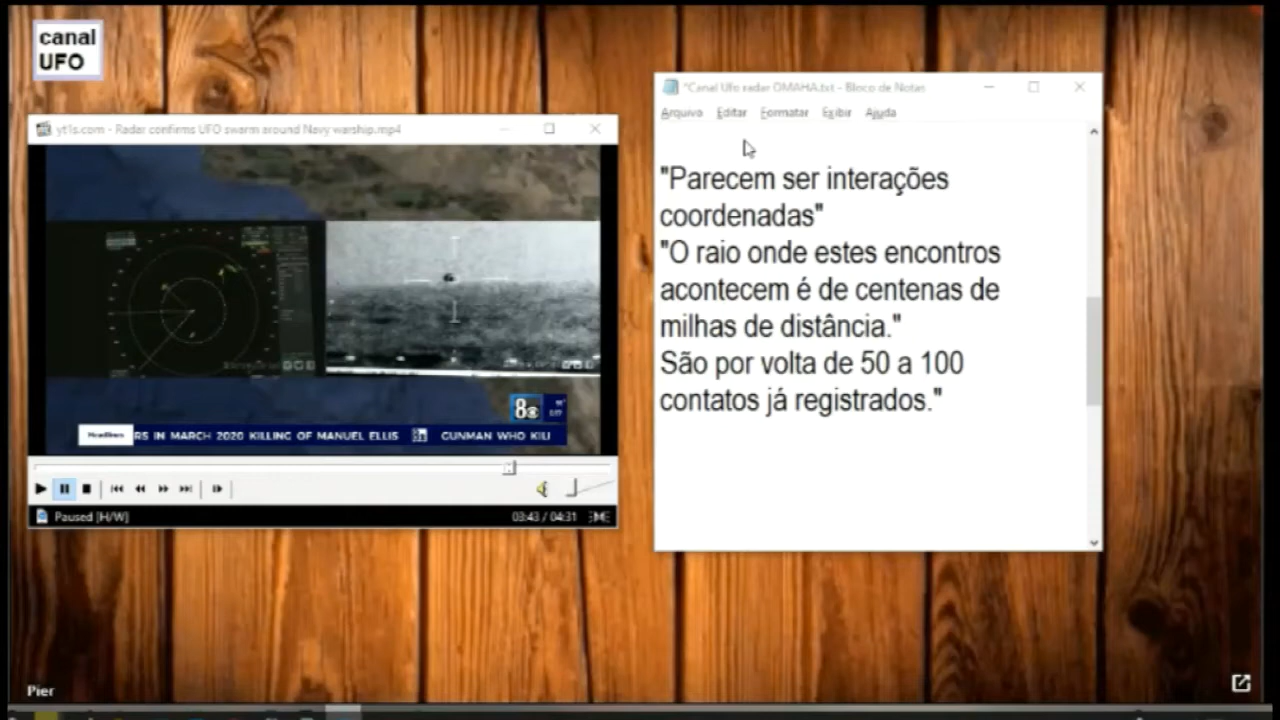 canal
UFO
yt1s.com - Radar confirms UFO swarm around Navy warship.mp4
8
Headlines
RS IN MARCH 2020 KILLING OF MANUEL ELLIS
GUNMAN WHO KILL
Paused [H/W]
03:43 / 04:31
"Canal Ufo radar OMAHA.txt - Bloco de Notas
Arquivo Editar Formatar Exibir Ajuda
"Parecem ser interações
coordenadas"
"O raio onde estes encontros
acontecem é de centenas de
milhas de distância."
São por volta de 50 a 100
contatos já registrados."
Pier